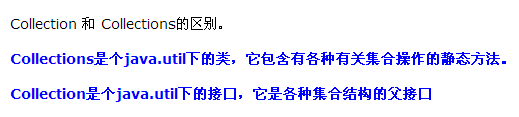 Collection 和 Collections的区别。
Collections是个java.util下的类，它包含有各种有关集合操作的静态方法。
Collection是个java.util下的接口，它是各种集合结构的父接口